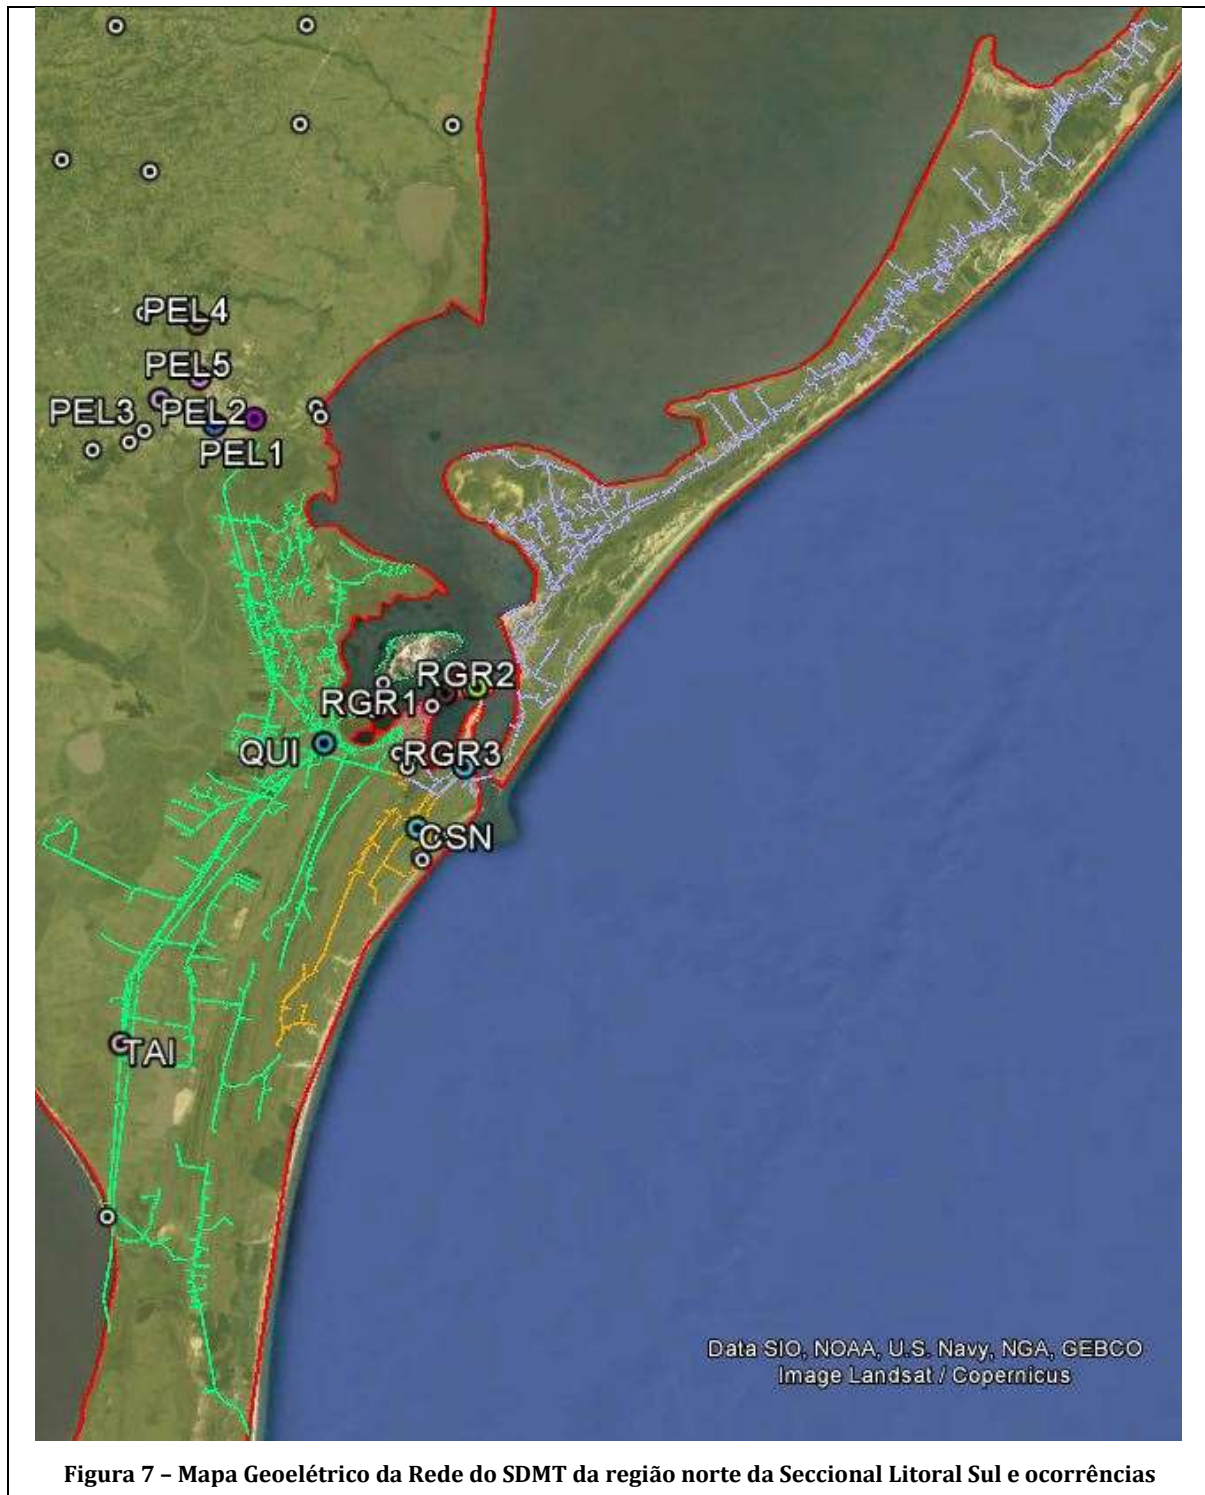 PEL4
PEL5
PEL3
PEL2
PEL1
RGR2
RGR1
QUI
RGR3
CSN
TAI
Data SIO, NOAA, U.S. Navy, NGA, GEBCO
Image Landsat / Copernicus
Figura 7 – Mapa Geoelétrico da Rede do SDMT da região norte da Seccional Litoral Sul e ocorrências